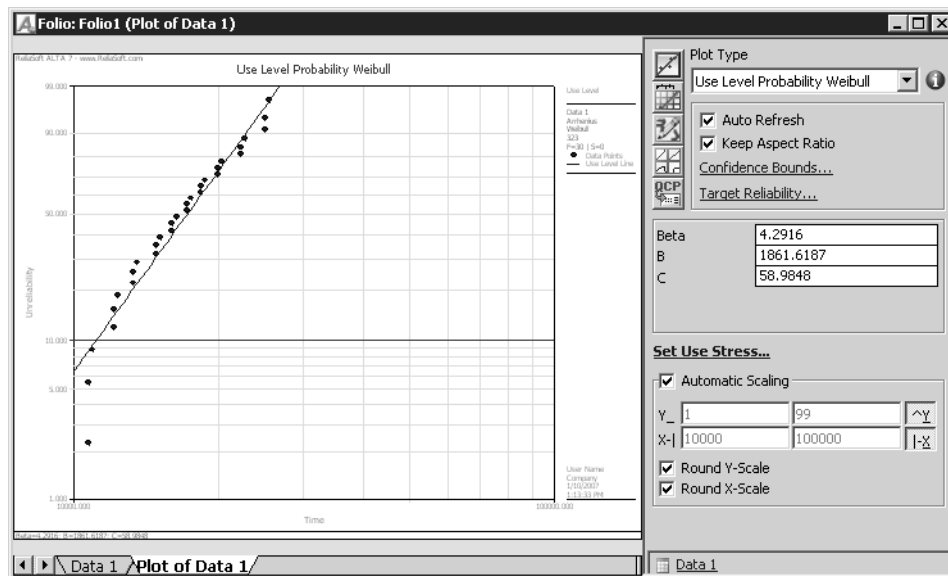 Folio: Folio1 (Plot of Data 1)
ReliaSoft ALTA 7 - www.ReliaSoft.com
Use Level Probability Weibull
99.000
90.000
50.000
10.000
5.000
1.000
Unreliability
10000.000
100000.000
Time
Use Level
Data 1
Arrhenius
Weibull
323
F=30 | S=0
Data Points
Use Level Line
User Name
Company
1/10/2007
1:13:33 PM
Beta=4.2916; B=1861.6187; C=58.9848
Data 1
Plot of Data 1
Plot Type
Use Level Probability Weibull
Auto Refresh
Keep Aspect Ratio
Confidence Bounds...
Target Reliability...
QCP
Beta 4.2916
B 1861.6187
C 58.9848
Set Use Stress...
Automatic Scaling
Y_ 1 99 ^Y
X-| 10000 100000 |-X
Round Y-Scale
Round X-Scale
Data 1